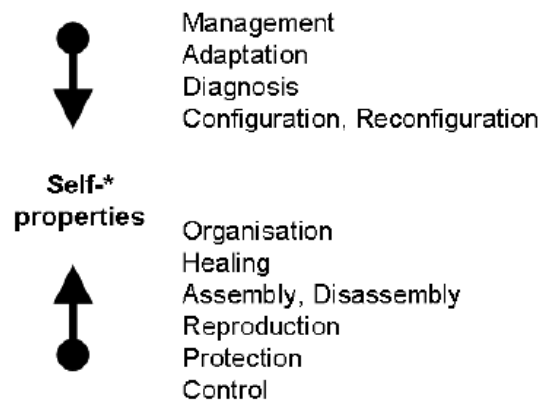 Management
Adaptation
Diagnosis
Configuration, Reconfiguration
Self-*
properties
Organisation
Healing
Assembly, Disassembly
Reproduction
Protection
Control